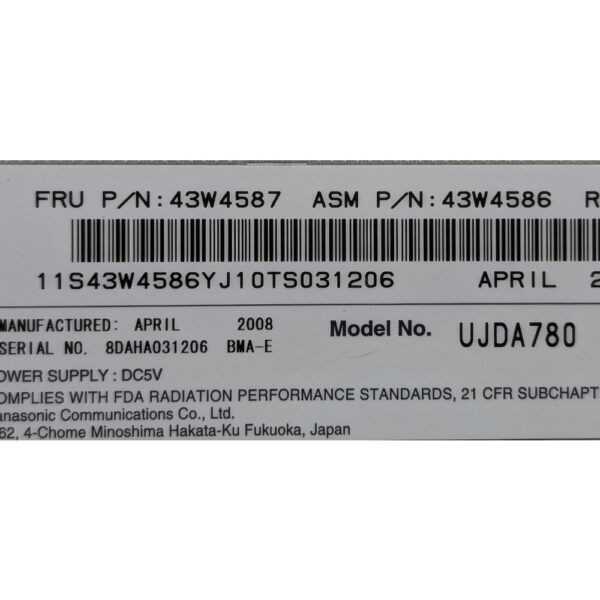 FRU P/N:43W4587 ASM P/N:43W4586 R
11S43W4586YJ10TS031206 APRIL 2
MANUFACTURED: APRIL 2008 Model No. UJDA780
SERIAL NO. 8DAHA031206 BMA-E
OWER SUPPLY : DC5V
OMPLIES WITH FDA RADIATION PERFORMANCE STANDARDS, 21 CFR SUBCHAPT
anasonic Communications Co., Ltd.
62, 4-Chome Minoshima Hakata-Ku Fukuoka, Japan